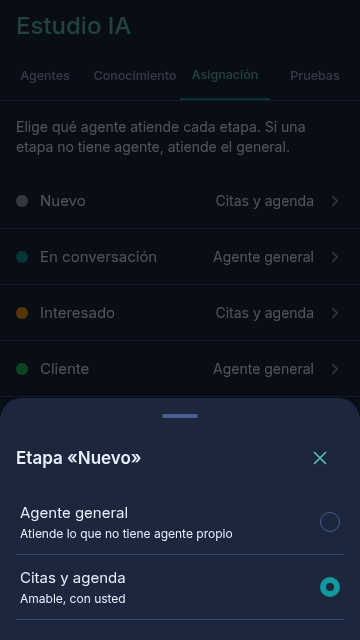 Estudio IA
Agentes Conocimiento Asignación Pruebas
Elige qué agente atiende cada etapa. Si una
etapa no tiene agente, atiende el general.
Nuevo Citas y agenda
En conversación Agente general
Interesado Citas y agenda
Cliente Agente general
Etapa «Nuevo»
Agente general
Atiende lo que no tiene agente propio
Citas y agenda
Amable, con usted